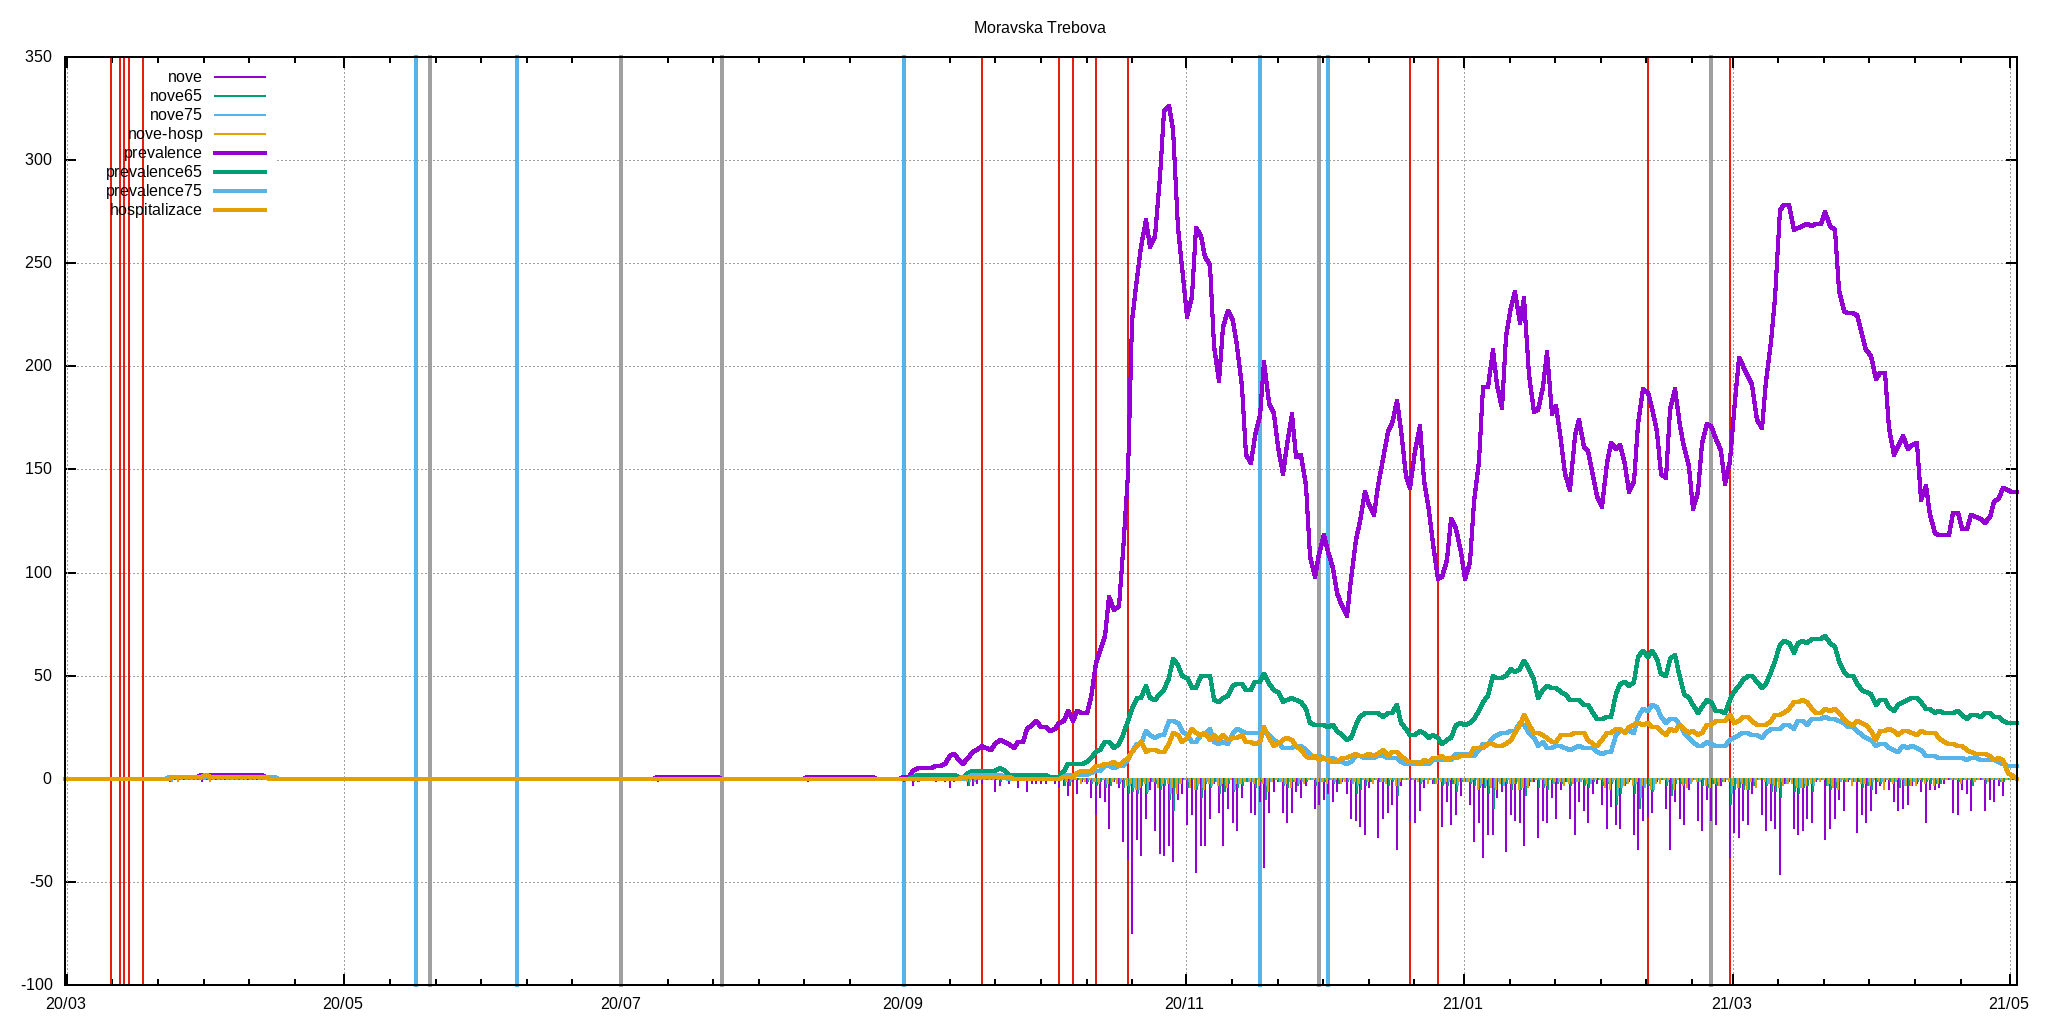 Moravska Trebova
350
300
250
200
150
100
50
0
-50
-100
nove
nove65
nove75
nove-hosp
prevalence
prevalence65
prevalence75
hospitalizace
20/03 20/05 20/07 20/09 20/11 21/01 21/03 21/05